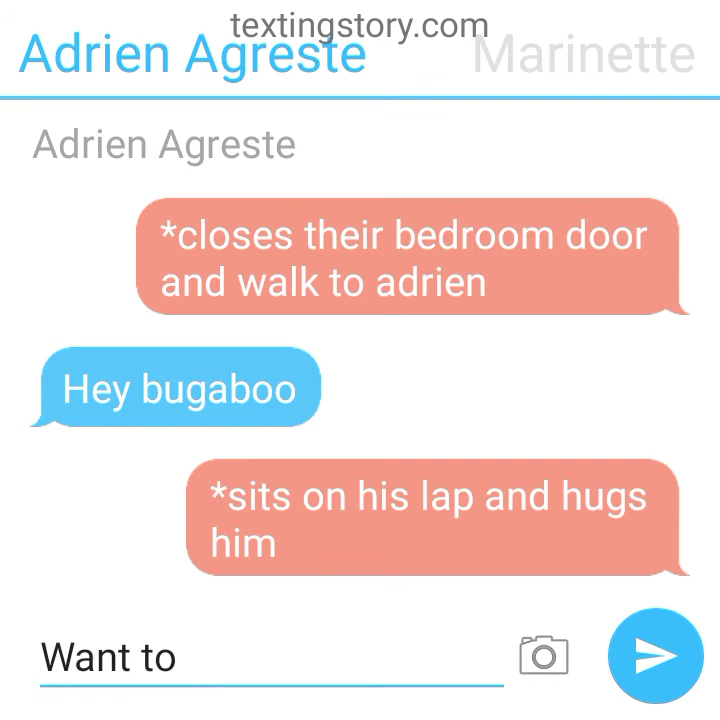 textingstory.com
Adrien Agreste Marinette
Adrien Agreste
*closes their bedroom door
and walk to adrien
Hey bugaboo
*sits on his lap and hugs
him
Want to